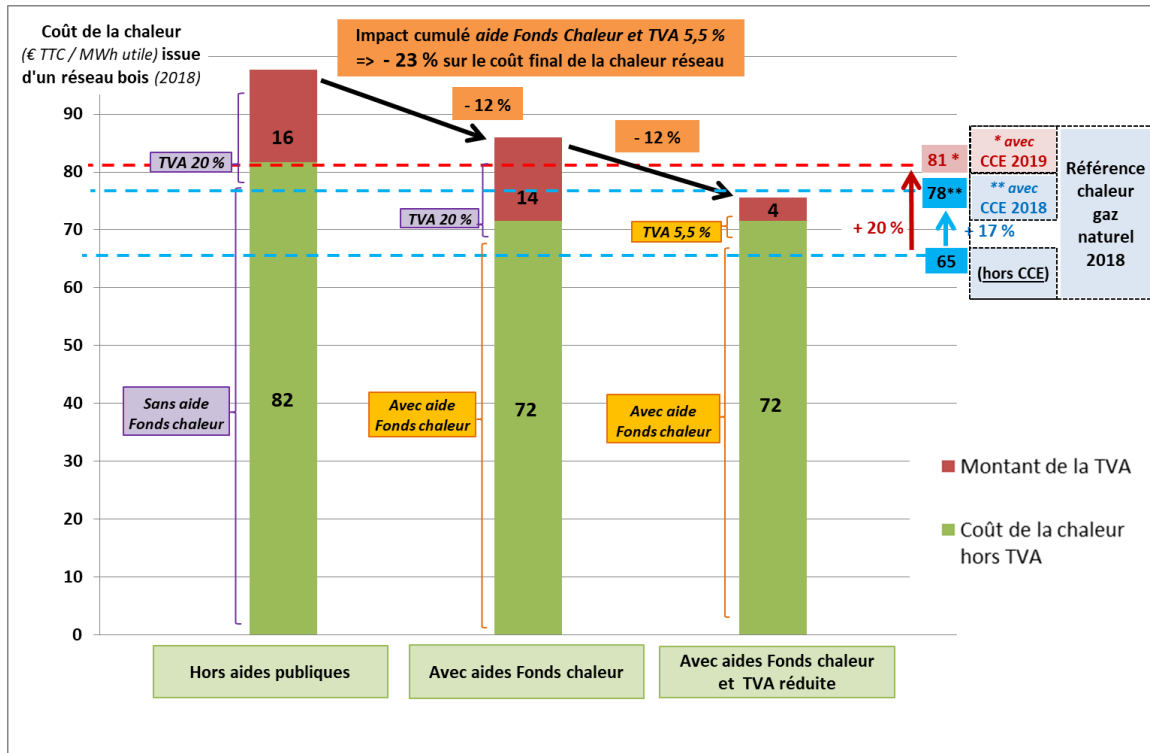 Coût de la chaleur
(€ TTC / MWh utile) issue
d'un réseau bois (2018)
Impact cumulé aide Fonds Chaleur et TVA 5,5 %
=> - 23 % sur le coût final de la chaleur réseau
- 12 %
- 12 %
90
80
70
60
50
40
30
20
10
0
16
TVA 20 %
82
Sans aide
Fonds chaleur
14
TVA 20 %
72
Avec aide
Fonds chaleur
4
TVA 5,5 %
72
Avec aide
Fonds chaleur
81 *
* avec
CCE 2019
78**
** avec
CCE 2018
+ 20 %
+ 17 %
65
(hors CCE)
Référence
chaleur
gaz
naturel
2018
Montant de la TVA
Coût de la chaleur
hors TVA
Hors aides publiques
Avec aides Fonds chaleur
Avec aides Fonds chaleur
et TVA réduite